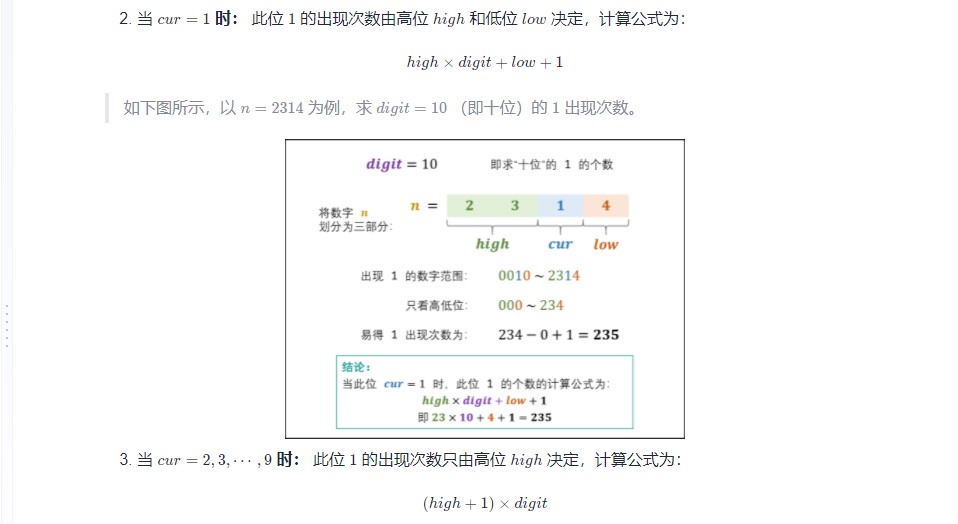 2. 当 cur = 1 时： 此位 1 的出现次数由高位 high 和低位 low 决定，计算公式为：
high × digit + low + 1
如下图所示，以 n = 2314 为例，求 digit = 10 （即十位）的 1 出现次数。
digit = 10 即求“十位”的 1 的个数
将数字 n
划分为三部分：
n = 2 3 1 4
high cur low
出现 1 的数字范围： 0010 ~ 2314
只看高低位： 000 ~ 234
易得 1 出现次数为： 234 − 0 + 1 = 235
结论：
当此位 cur = 1 时，此位 1 的个数的计算公式为：
high × digit + low + 1
即 23 × 10 + 4 + 1 = 235
3. 当 cur = 2, 3, ⋯ , 9 时： 此位 1 的出现次数只由高位 high 决定，计算公式为：
(high + 1) × digit